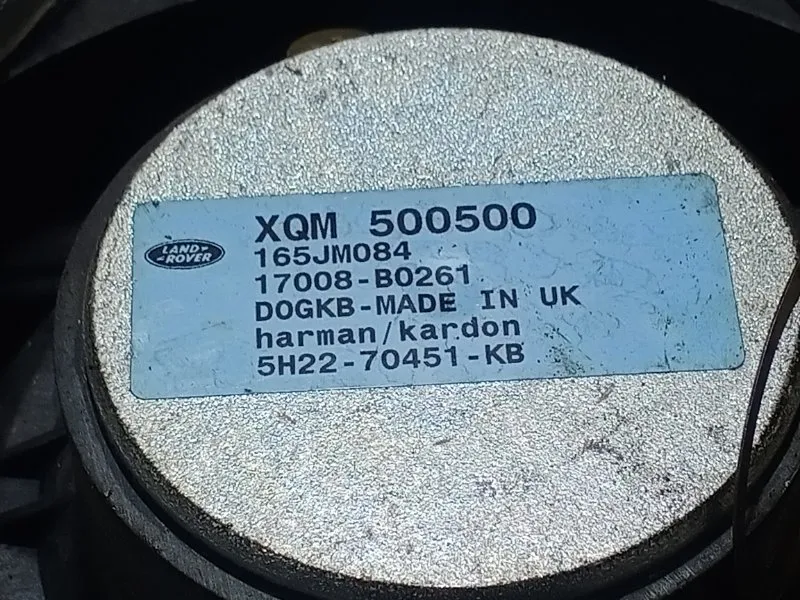 LAND
ROVER
XQM 500500
165JM084
17008-B0261
D0GKB-MADE IN UK
harman/kardon
5H22-70451-KB